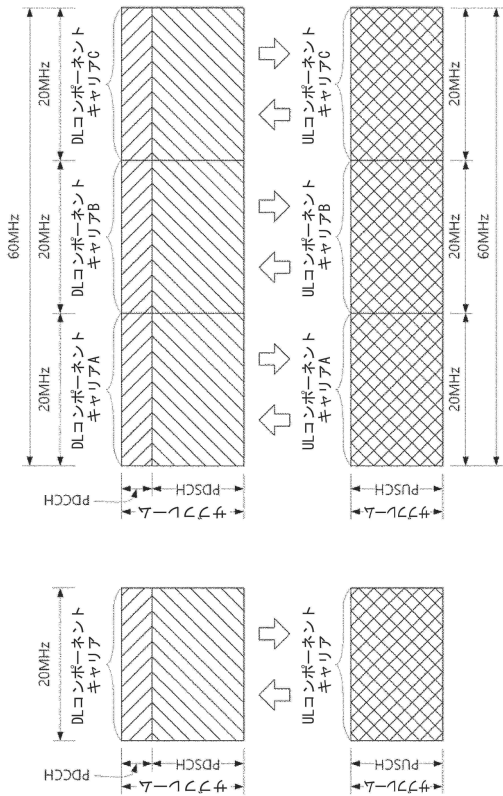 20MHz
DLコンポーネント
キャリア
PDCCH
PDSCH
サブフレーム
ULコンポーネント
キャリア
PUSCH
サブフレーム
60MHz
20MHz
20MHz
20MHz
DLコンポーネント
キャリアA
DLコンポーネント
キャリアB
DLコンポーネント
キャリアC
PDCCH
PDSCH
サブフレーム
ULコンポーネント
キャリアA
ULコンポーネント
キャリアB
ULコンポーネント
キャリアC
PUSCH
サブフレーム
20MHz
20MHz
20MHz
60MHz